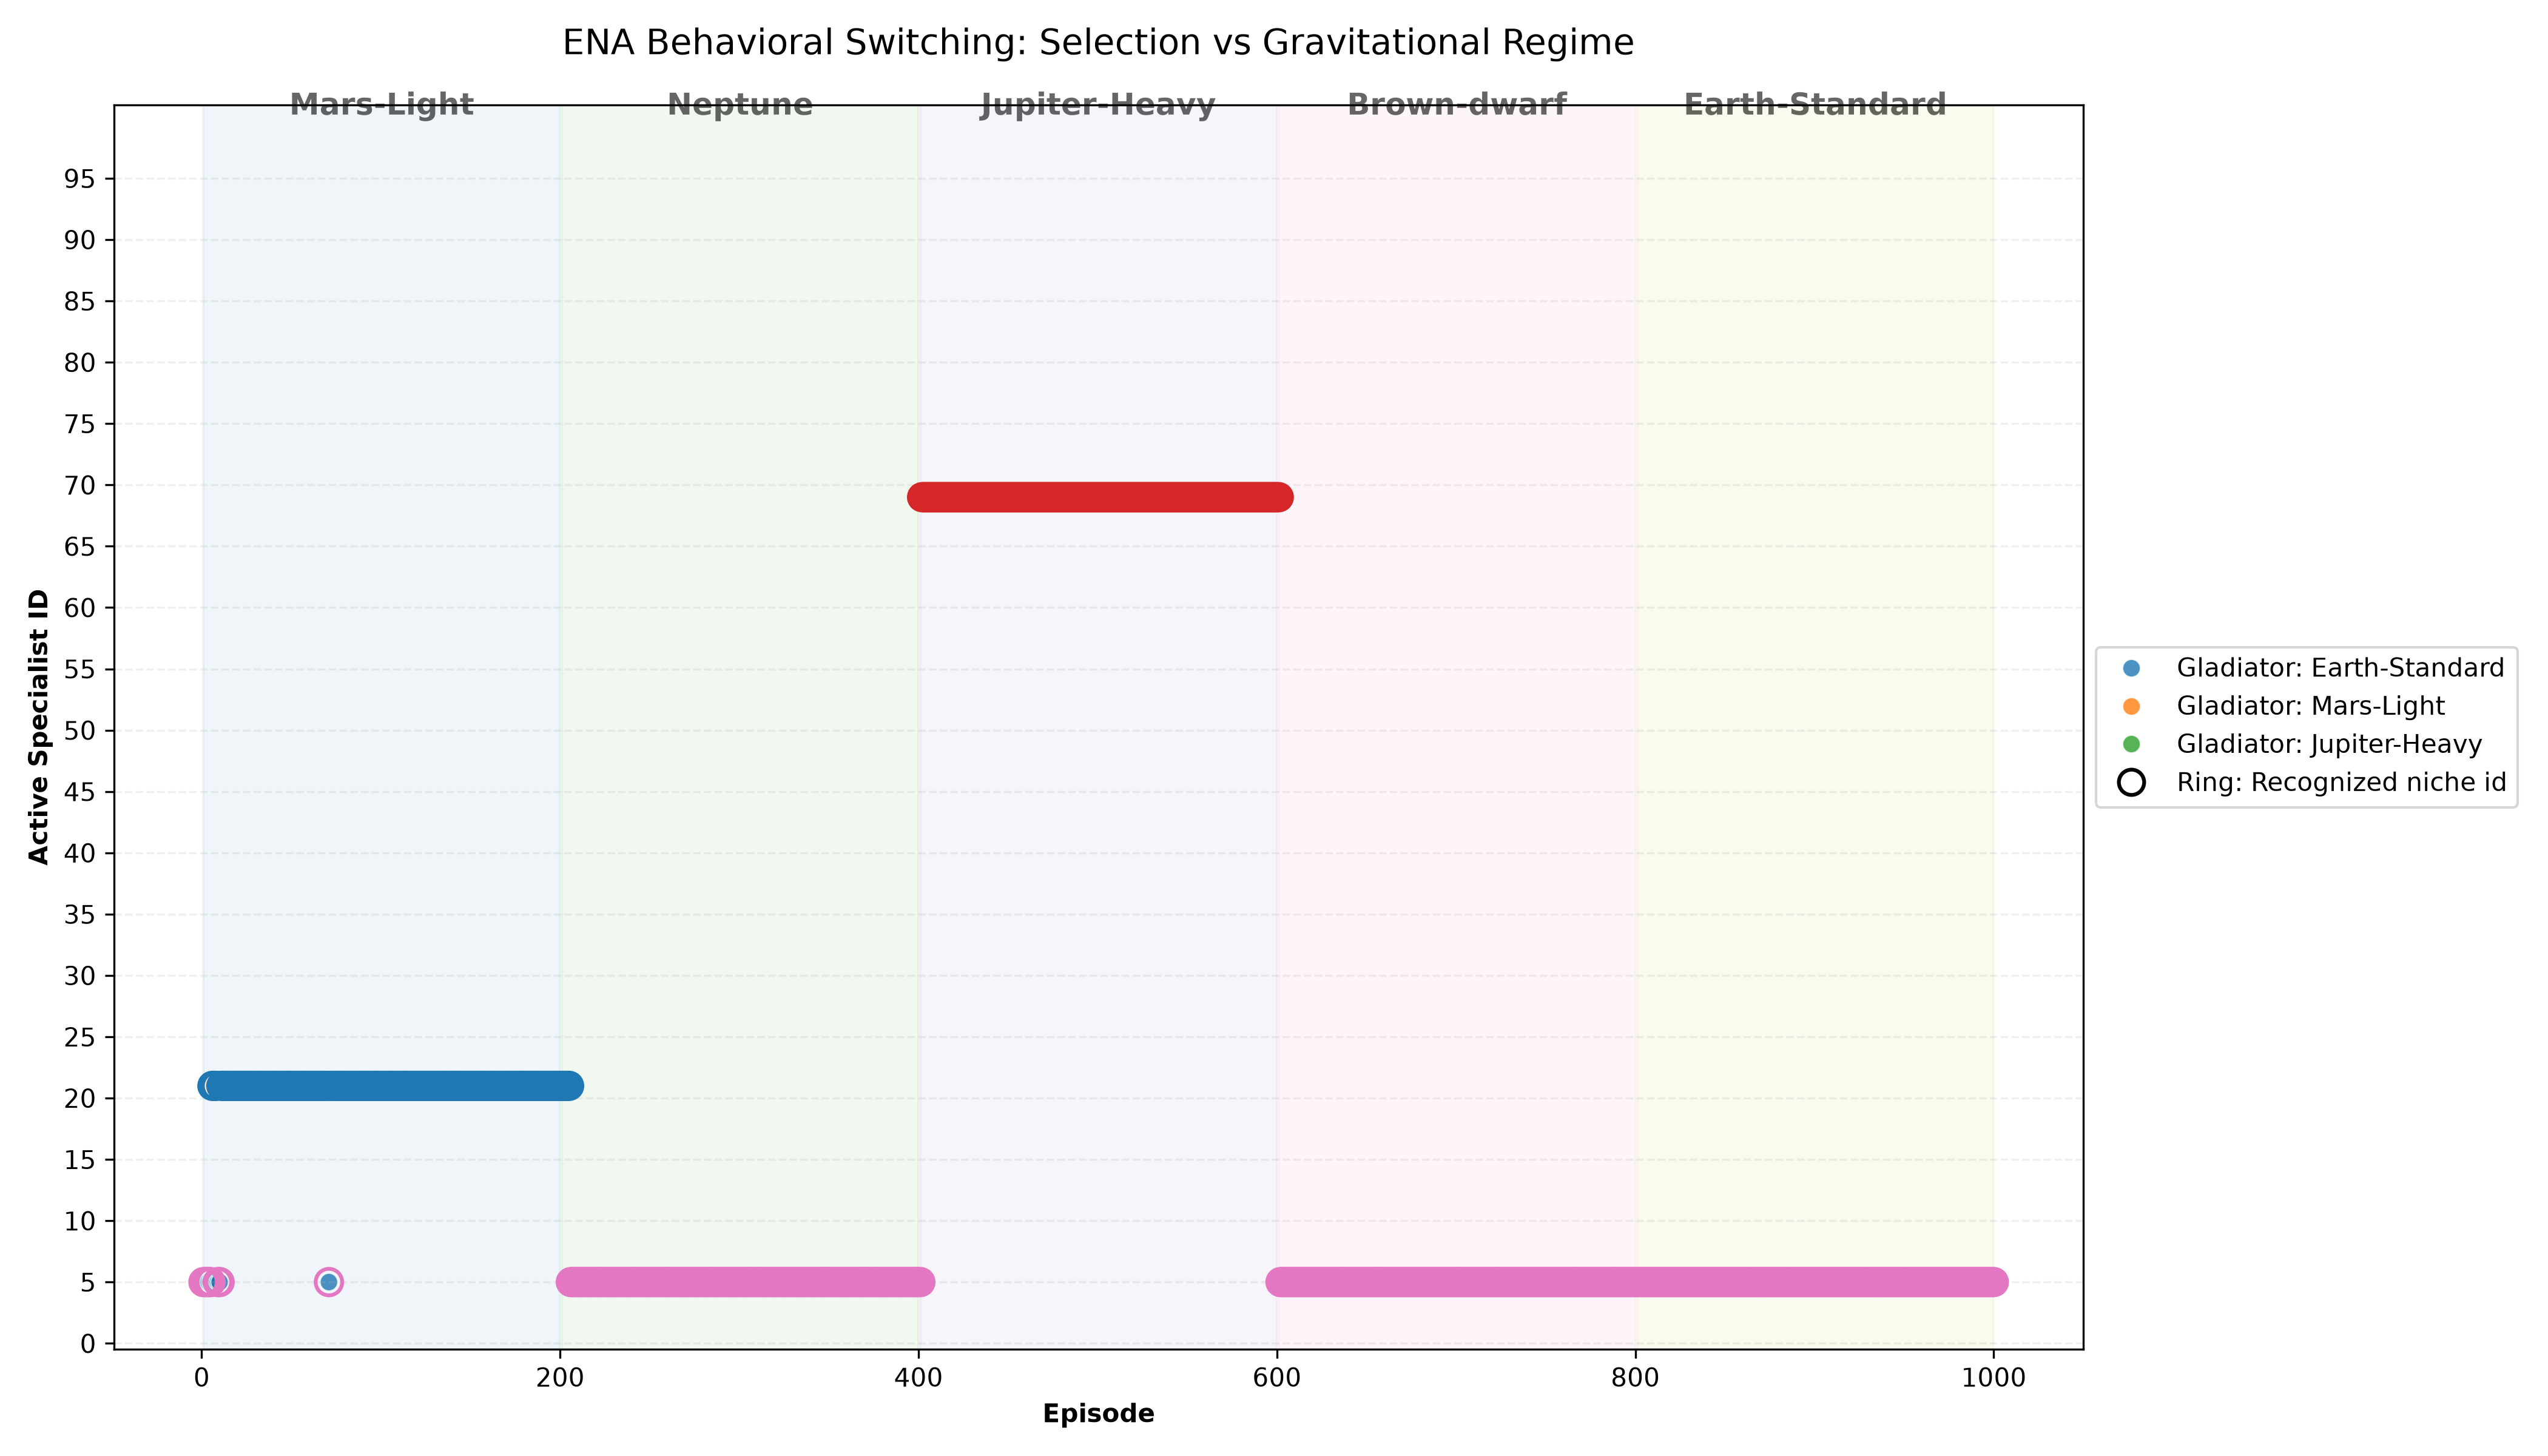 ENA Behavioral Switching: Selection vs Gravitational Regime
Mars-Light
Neptune
Jupiter-Heavy
Brown-dwarf
Earth-Standard
Active Specialist ID
95
90
85
80
75
70
65
60
55
50
45
40
35
30
25
20
15
10
5
0
0
200
400
600
800
1000
Episode
Gladiator: Earth-Standard
Gladiator: Mars-Light
Gladiator: Jupiter-Heavy
Ring: Recognized niche id